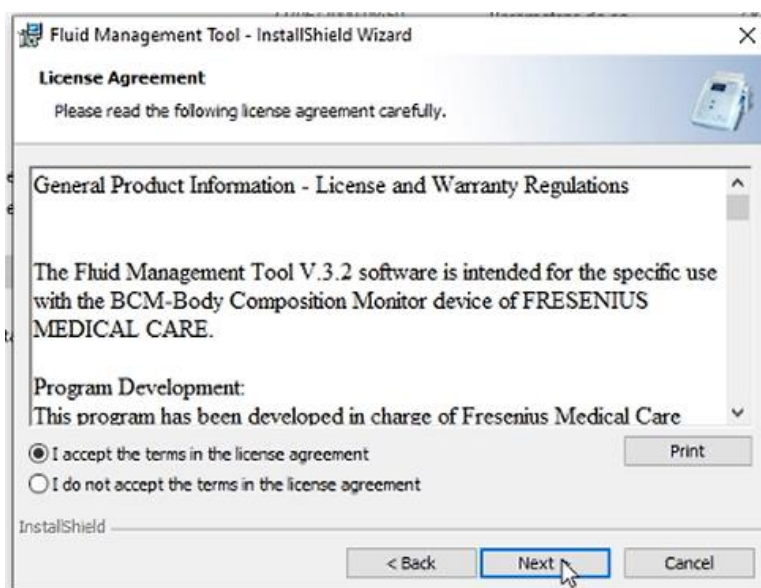 Fluid Management Tool - InstallShield Wizard
License Agreement
Please read the following license agreement carefully.
General Product Information - License and Warranty Regulations
The Fluid Management Tool V.3.2 software is intended for the specific use
with the BCM-Body Composition Monitor device of FRESENIUS
MEDICAL CARE.
Program Development:
This program has been developed in charge of Fresenius Medical Care
I accept the terms in the license agreement
Print
I do not accept the terms in the license agreement
InstallShield
< Back
Next >
Cancel